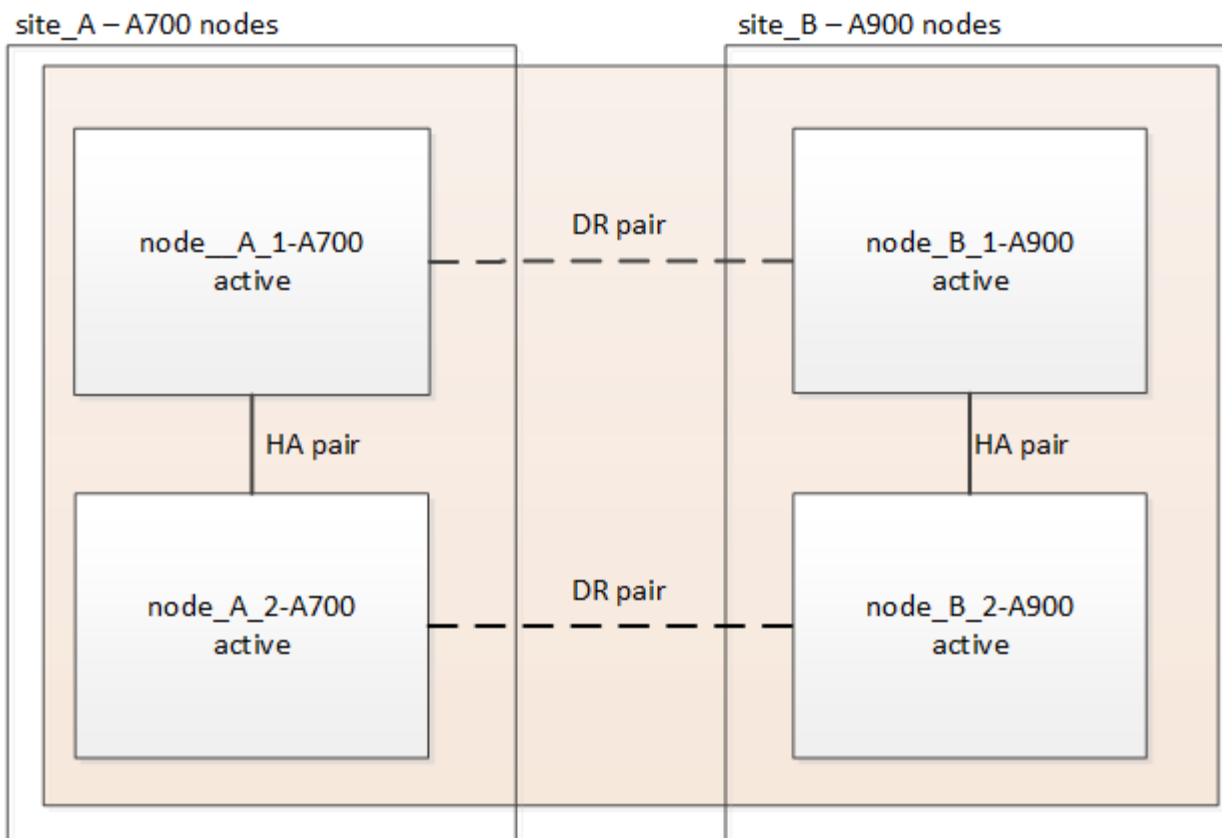 site_A – A700 nodes
site_B – A900 nodes
node__A_1-A700
active
DR pair
node_B_1-A900
active
HA pair
HA pair
node_A_2-A700
active
DR pair
node_B_2-A900
active